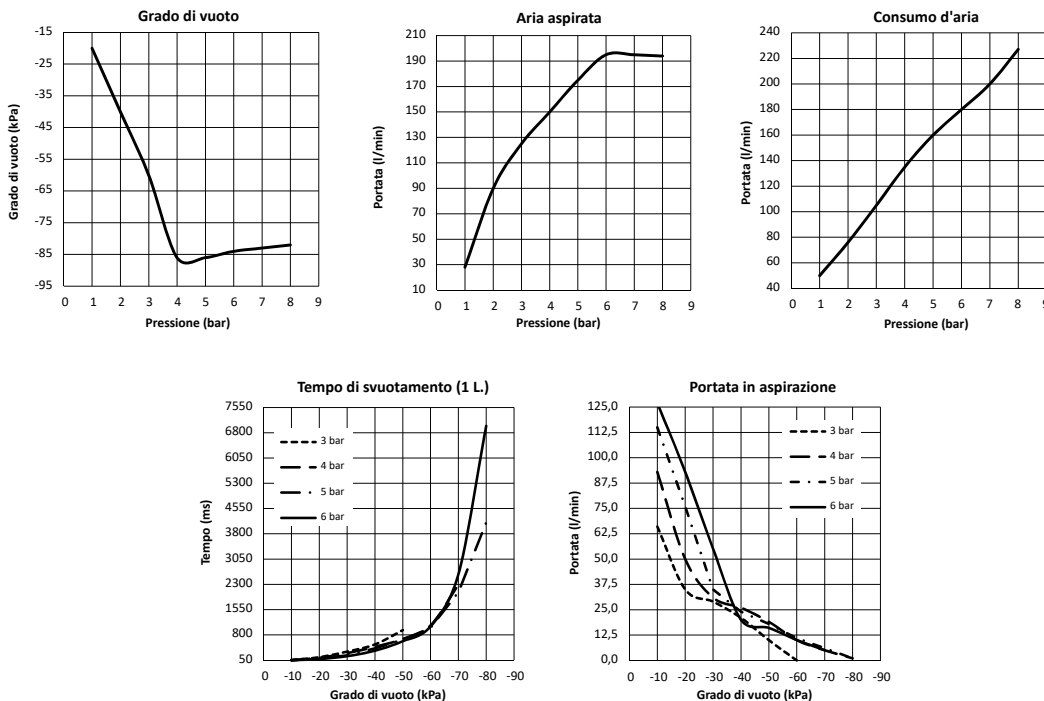 Grado di vuoto
-15
-25
-35
-45
-55
-65
-75
-85
-95
Grado di vuoto (kPa)
0 1 2 3 4 5 6 7 8 9
Pressione (bar)
Aria aspirata
210
190
170
150
130
110
90
70
50
30
10
Portata (l/min)
0 1 2 3 4 5 6 7 8 9
Pressione (bar)
Consumo d'aria
240
220
200
180
160
140
120
100
80
60
40
Portata (l/min)
0 1 2 3 4 5 6 7 8 9
Pressione (bar)
Tempo di svuotamento (1 L.)
7550
6800
6050
5300
4550
3800
3050
2300
1550
800
50
Tempo (ms)
3 bar
4 bar
5 bar
6 bar
0 -10 -20 -30 -40 -50 -60 -70 -80 -90
Grado di vuoto (kPa)
Portata in aspirazione
125,0
112,5
100,0
87,5
75,0
62,5
50,0
37,5
25,0
12,5
0,0
Portata (l/min)
3 bar
4 bar
5 bar
6 bar
0 -10 -20 -30 -40 -50 -60 -70 -80 -90
Grado di vuoto (kPa)